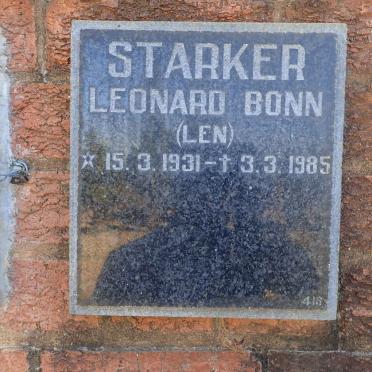 STARKER
LEONARD BONN
(LEN)
☆ 15. 3. 1931 - † 3. 3. 1985
418